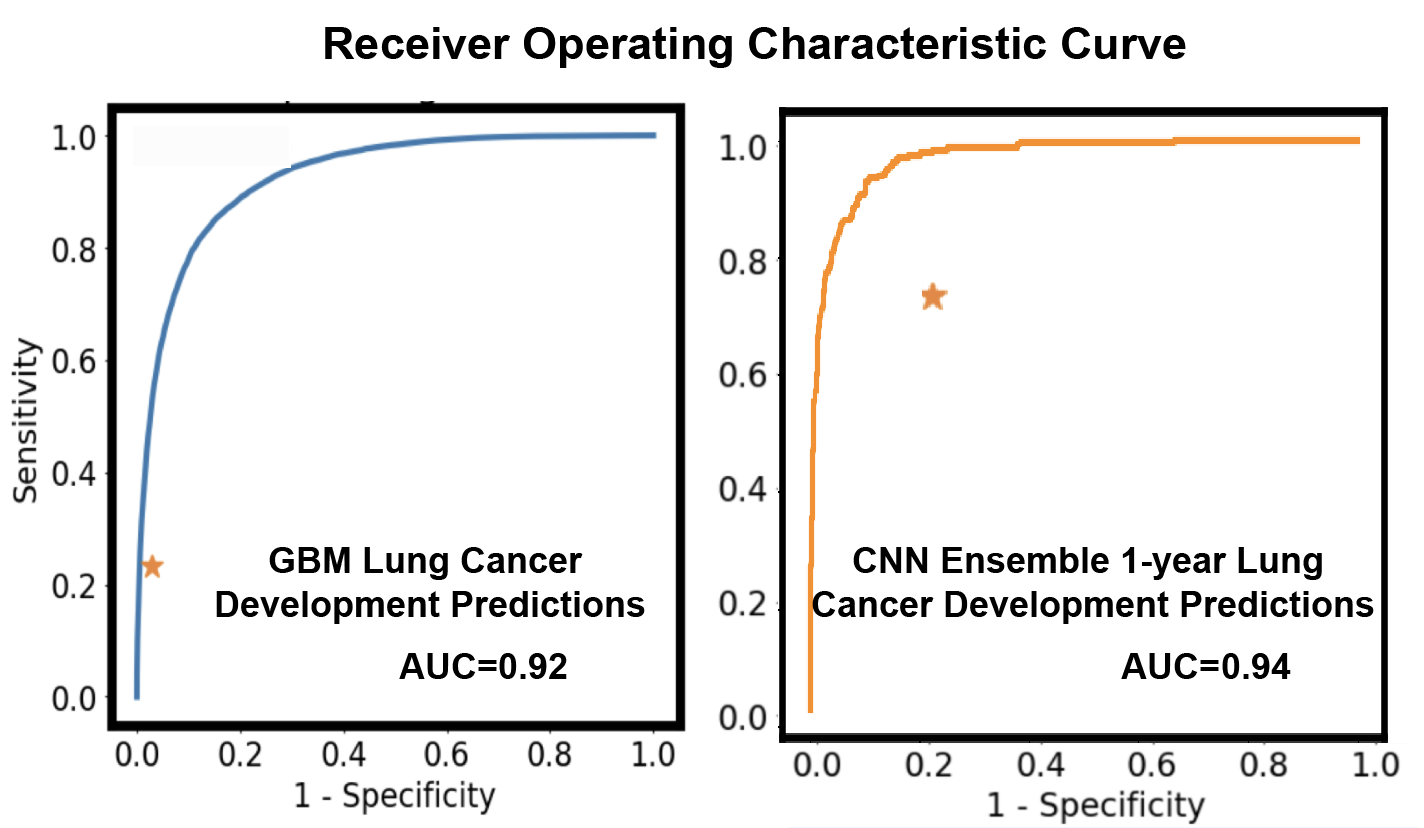 Receiver Operating Characteristic Curve
1.0
0.8
0.6
0.4
0.2
0.0
Sensitivity
GBM Lung Cancer
Development Predictions
AUC=0.92
0.0 0.2 0.4 0.6 0.8 1.0
1 - Specificity
1.0
0.8
0.6
0.4
0.2
0.0
CNN Ensemble 1-year Lung
Cancer Development Predictions
AUC=0.94
0.0 0.2 0.4 0.6 0.8 1.0
1 - Specificity